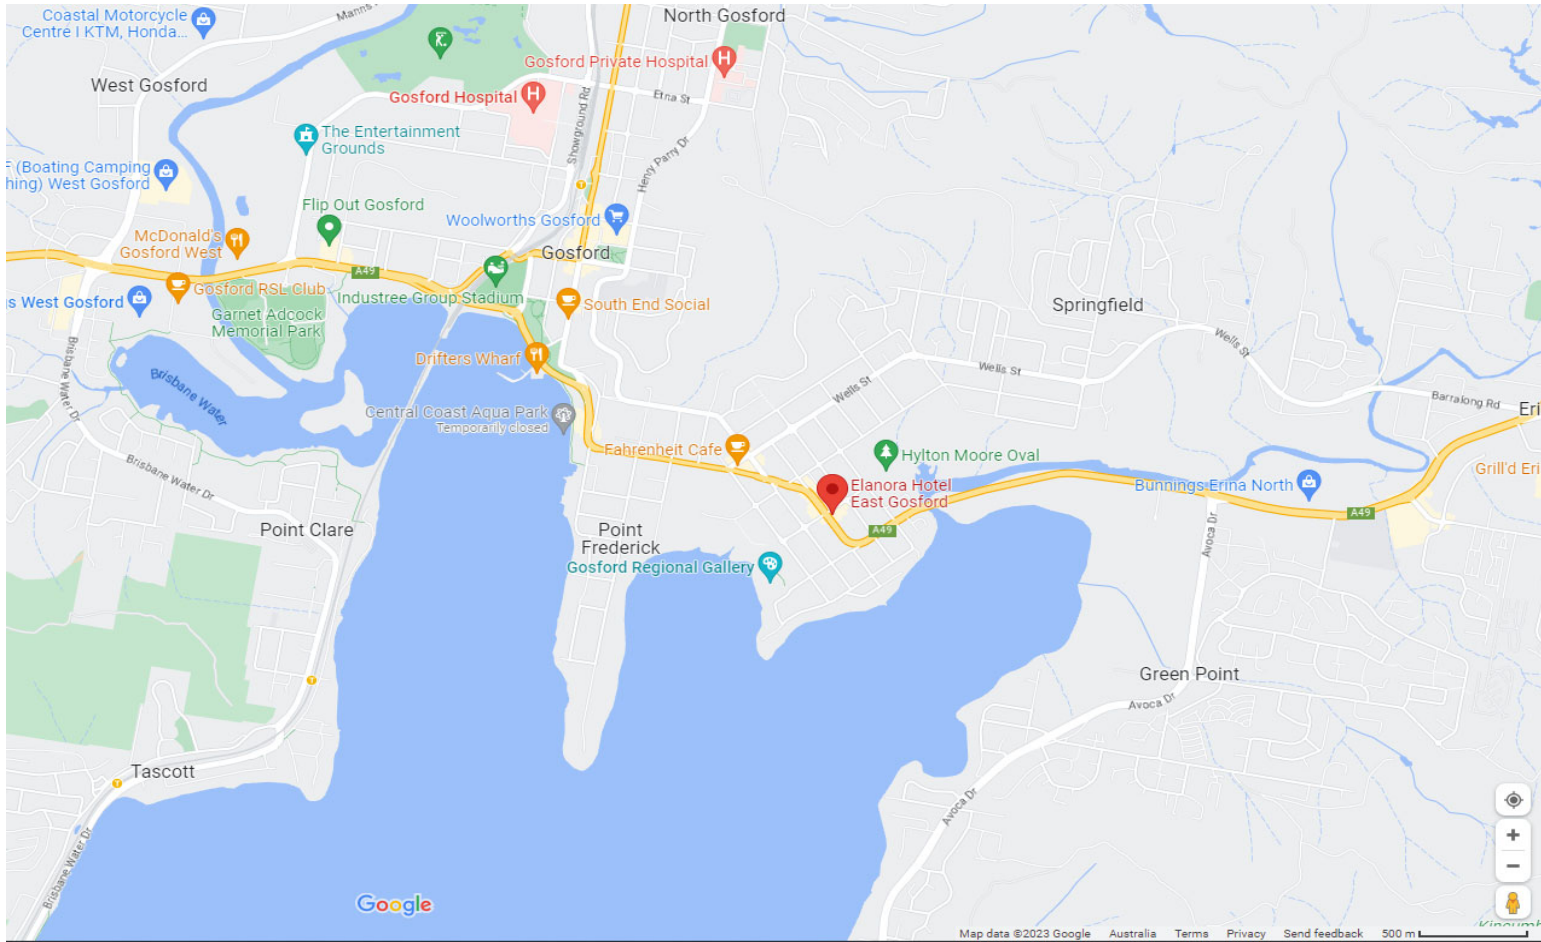 Coastal Motorcycle
Centre I KTM, Honda...
Manns
North Gosford
West Gosford
Gosford Private Hospital
Gosford Hospital
Etna St
Showground Rd
Henry Parry Dr
The Entertainment
Grounds
F (Boating Camping
hing) West Gosford
Flip Out Gosford
Woolworths Gosford
McDonald's
Gosford West
Gosford
A49
Gosford RSL Club
Industree Group Stadium
s West Gosford
Garnet Adcock
Memorial Park
South End Social
Springfield
Brisbane Water Dr
Drifters Wharf
Wells St
Wells St
Wells St
Brisbane Water
Central Coast Aqua Park
Temporarily closed
Barralong Rd
Eri
Fahrenheit Cafe
Hylton Moore Oval
Brisbane Water Dr
Grill'd Eri
Elanora Hotel
East Gosford
Bunnings Erina North
A49
A49
Point Clare
Point
Frederick
Avoca Dr
Gosford Regional Gallery
Green Point
Avoca Dr
Tascott
Avoca Dr
Brisbane Water Dr
Google
Map data ©2023 Google Australia Terms Privacy Send feedback 500 m